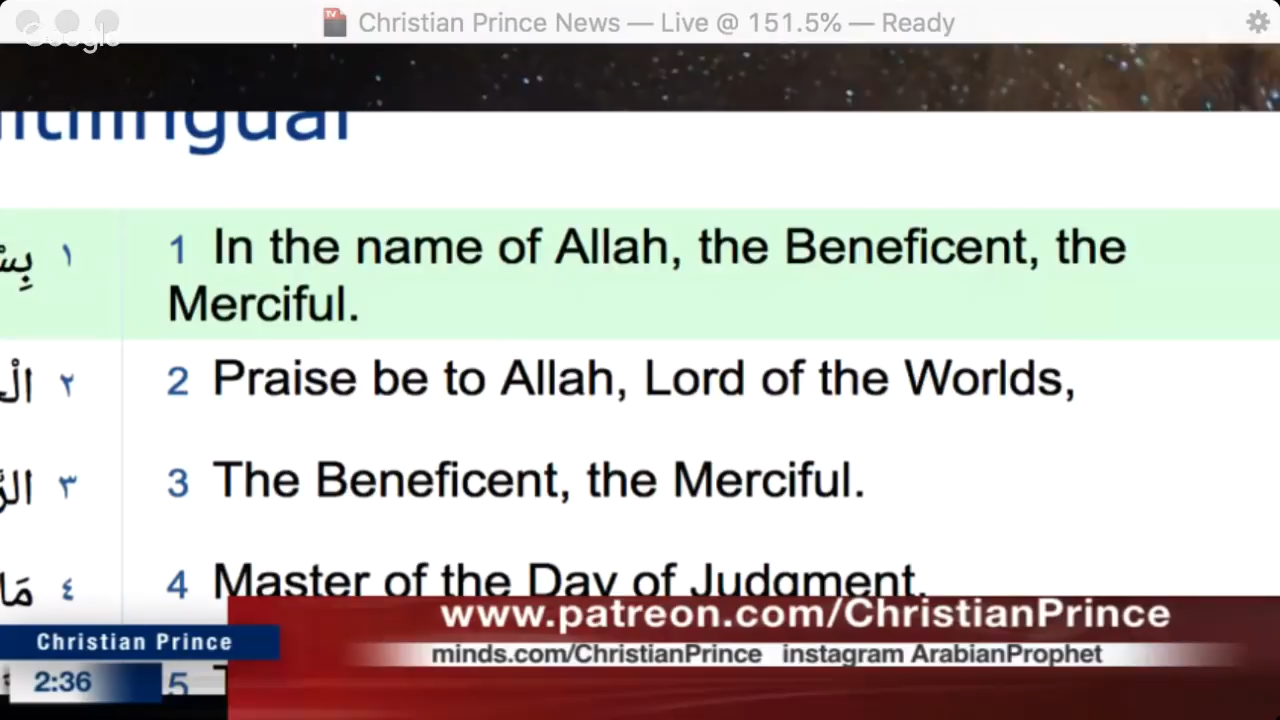 Christian Prince News — Live @ 151.5% — Ready
Google
١
1 In the name of Allah, the Beneficent, the
Merciful.
٢
2 Praise be to Allah, Lord of the Worlds,
٣
3 The Beneficent, the Merciful.
٤
4 Master of the Day of Judgment,
5
www.patreon.com/ChristianPrince
minds.com/ChristianPrince instagram ArabianProphet
Christian Prince
2:36